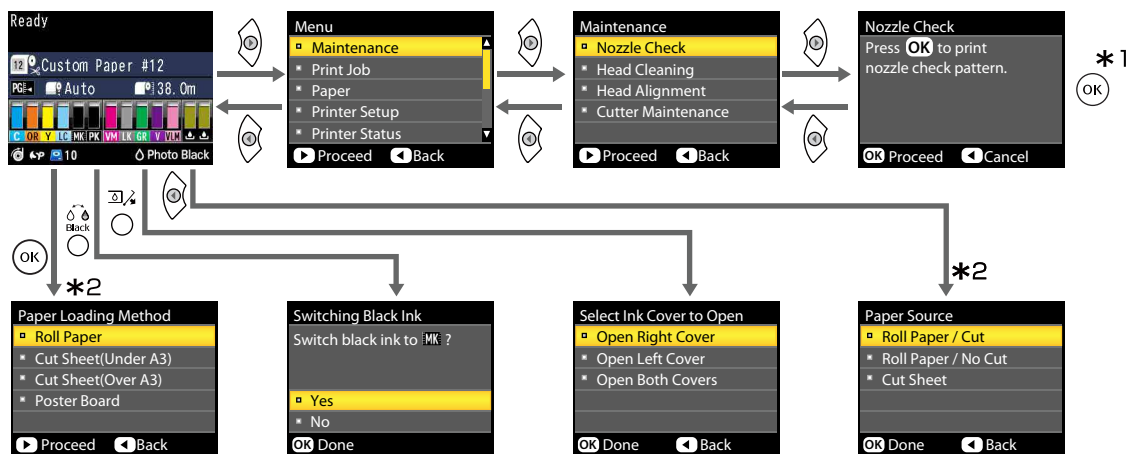 Ready
12 Custom Paper #12
PG Auto 38.0m
C OR Y LC MK PK VM LK GR V VLM
10 Photo Black
Menu
Maintenance
Print Job
Paper
Printer Setup
Printer Status
Proceed Back
Maintenance
Nozzle Check
Head Cleaning
Head Alignment
Cutter Maintenance
Proceed Back
Nozzle Check
Press OK to print
nozzle check pattern.
OK Proceed Cancel
*1
OK
Black
OK
*2
*2
Paper Loading Method
Roll Paper
Cut Sheet(Under A3)
Cut Sheet(Over A3)
Poster Board
Proceed Back
Switching Black Ink
Switch black ink to MK ?
Yes
No
OK Done
Select Ink Cover to Open
Open Right Cover
Open Left Cover
Open Both Covers
OK Done Back
Paper Source
Roll Paper / Cut
Roll Paper / No Cut
Cut Sheet
OK Done Back